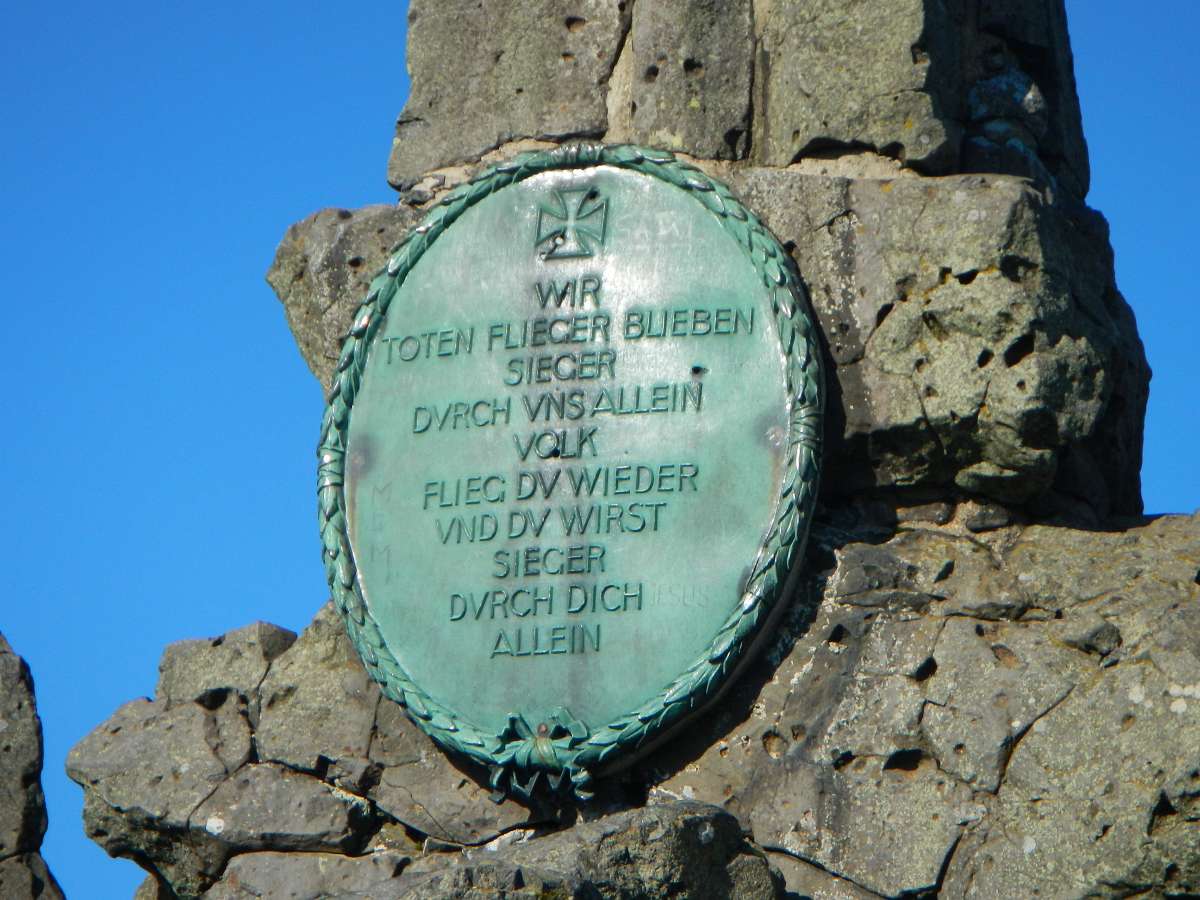 WIR
TOTEN FLIEGER BLIEBEN
SIEGER
DVRCH VNS ALLEIN
VOLK
FLIEG DV WIEDER
VND DV WIRST
SIEGER
DVRCH DICH JESUS
ALLEIN